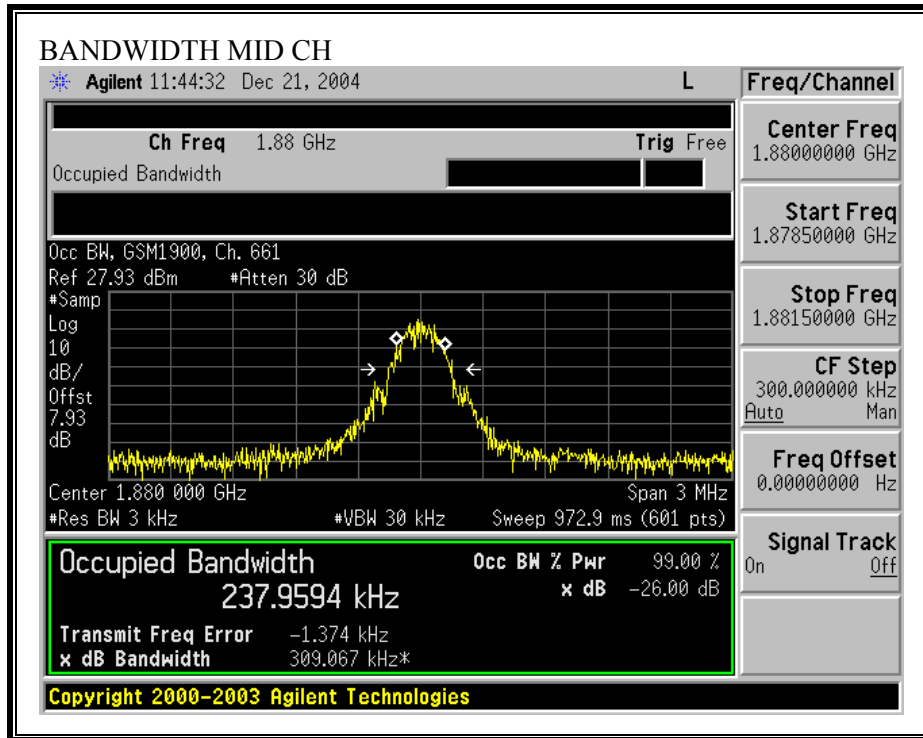 BANDWIDTH MID CH
Agilent 11:44:32 Dec 21, 2004 L Freq/Channel
Ch Freq 1.88 GHz Trig Free
Occupied Bandwidth
Center Freq
1.88000000 GHz
Start Freq
1.87850000 GHz
Stop Freq
1.88150000 GHz
CF Step
300.000000 kHz
Auto Man
Freq Offset
0.00000000 Hz
Signal Track
On Off
Occ BW, GSM1900, Ch. 661
Ref 27.93 dBm #Atten 30 dB
#Samp
Log
10
dB/
Offst
7.93
dB
Center 1.880 000 GHz Span 3 MHz
#Res BW 3 kHz #VBW 30 kHz Sweep 972.9 ms (601 pts)
Occupied Bandwidth Occ BW % Pwr 99.00 %
237.9594 kHz x dB -26.00 dB
Transmit Freq Error -1.374 kHz
x dB Bandwidth 309.067 kHz*
Copyright 2000-2003 Agilent Technologies